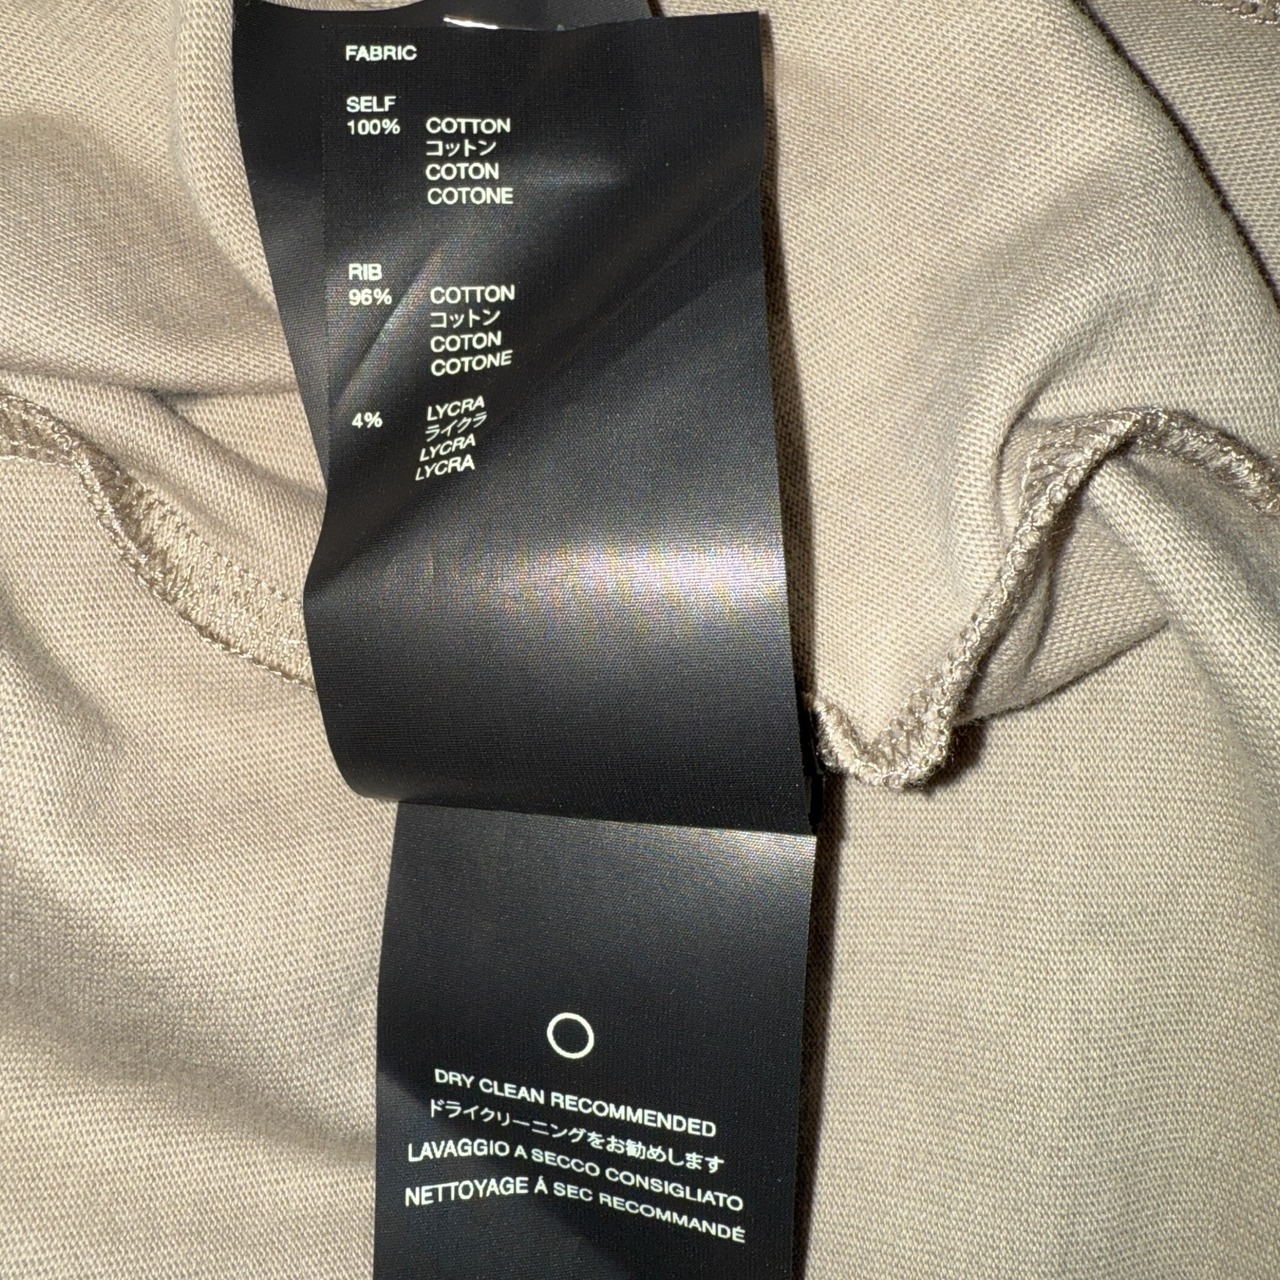 FABRIC
SELF
100% COTTON
コットン
COTON
COTONE
RIB
96% COTTON
コットン
COTON
COTONE
4% LYCRA
ライクラ
LYCRA
LYCRA
DRY CLEAN RECOMMENDED
ドライクリーニングをお勧めします
LAVAGGIO A SECCO CONSIGLIATO
NETTOYAGE Á SEC RECOMMANDÉ